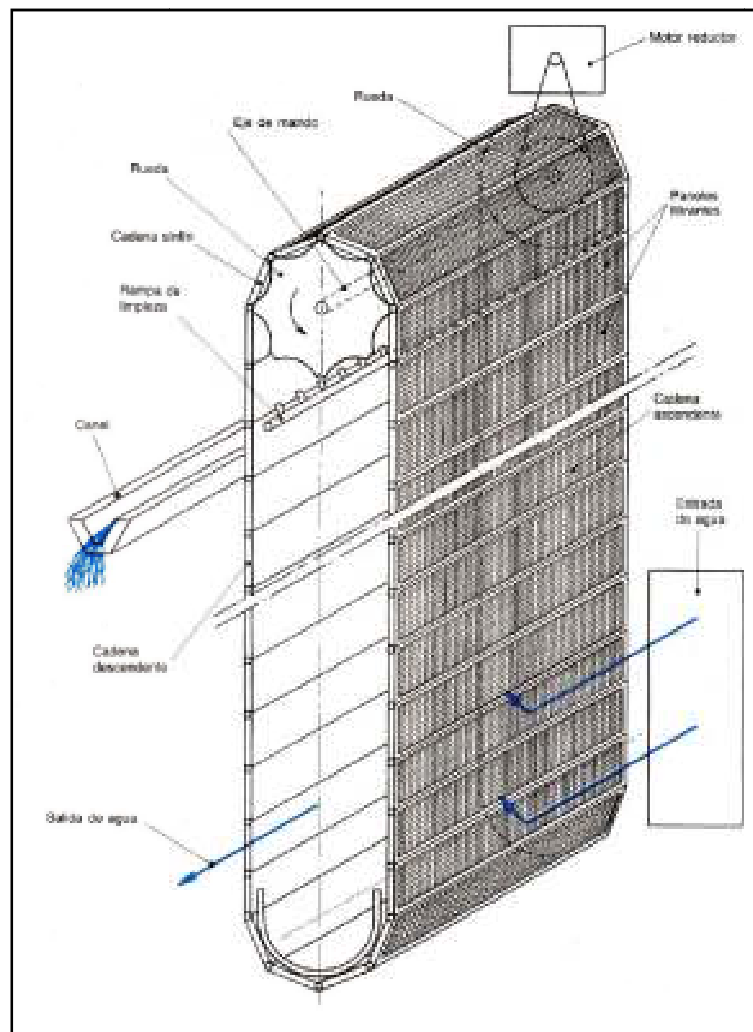 Motor reductor
Rueda
Eje de mando
Rueda
Cadena sinfín
Paneles
filtrantes
Rampa de
limpieza
Canal
Cadena
ascendente
Entrada
de agua
Cadena
descendente
Salida de agua